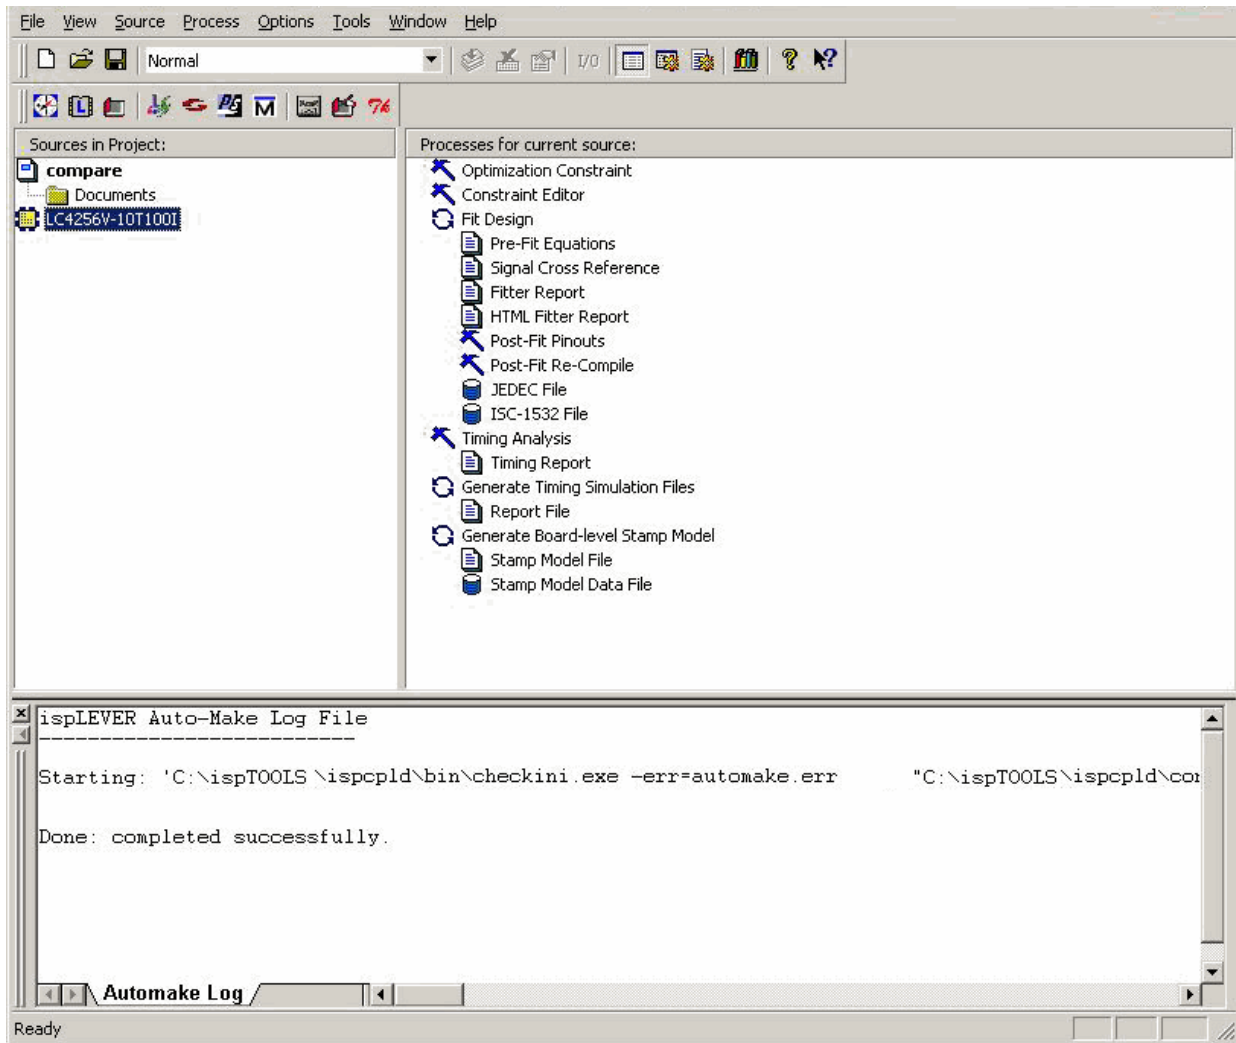 File View Source Process Options Tools Window Help
Normal
I/O
Sources in Project:
compare
Documents
LC4256V-10T100I
Processes for current source:
Optimization Constraint
Constraint Editor
Fit Design
Pre-Fit Equations
Signal Cross Reference
Fitter Report
HTML Fitter Report
Post-Fit Pinouts
Post-Fit Re-Compile
JEDEC File
ISC-1532 File
Timing Analysis
Timing Report
Generate Timing Simulation Files
Report File
Generate Board-level Stamp Model
Stamp Model File
Stamp Model Data File
ispLEVER Auto-Make Log File
--------------------------
Starting: 'C:\ispTOOLS \ispcpld\bin\checkini.exe -err=automake.err "C:\ispTOOLS\ispcpld\con
Done: completed successfully.
Automake Log
Ready